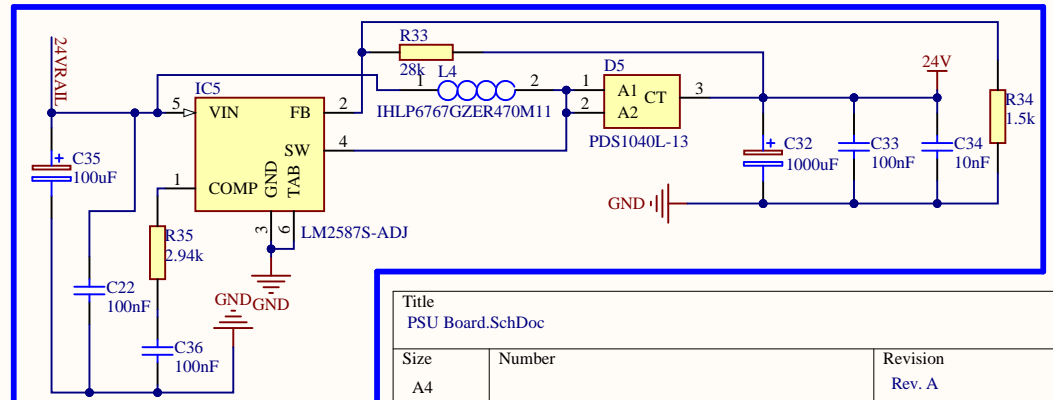 24VRAIL
R33
28k
L4
1
2
IHLP6767GZER470M11
D5
1
2
A1
A2
CT
3
PDS1040L-13
24V
R34
1.5k
IC5
5
VIN
FB
2
SW
4
1
COMP
GND
TAB
3
6
LM2587S-ADJ
C35
100uF
C32
1000uF
C33
100nF
C34
10nF
GND
R35
2.94k
C22
100nF
GND
GND
C36
100nF
Title
PSU Board.SchDoc
Size
Number
Revision
A4
Rev. A